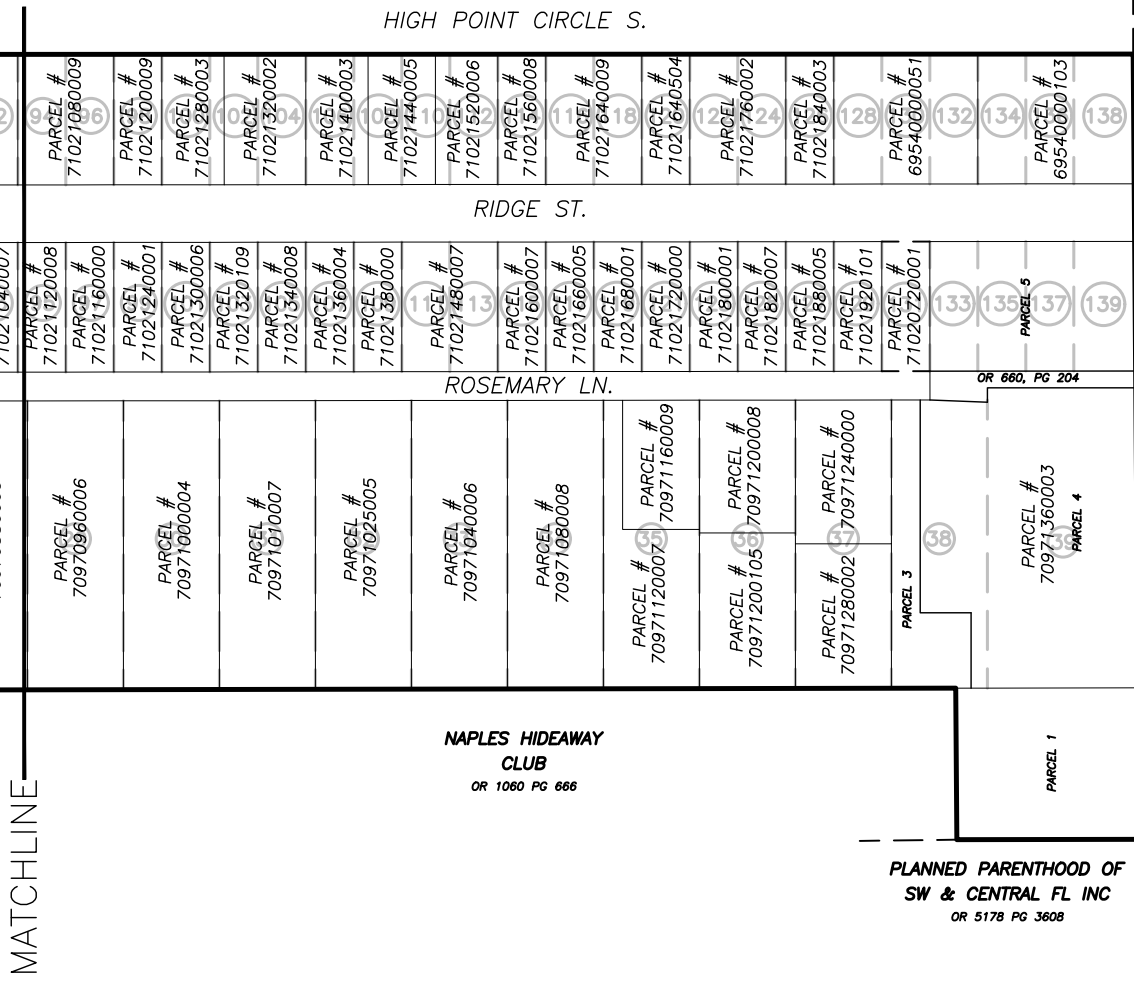 HIGH POINT CIRCLE S.
PARCEL #
71021080009
PARCEL #
71021200009
PARCEL #
71021280003
PARCEL #
71021320002
PARCEL #
71021400003
PARCEL #
71021440005
PARCEL #
71021520006
PARCEL #
71021560008
PARCEL #
71021640009
PARCEL #
71021640504
PARCEL #
71021760002
PARCEL #
71021840003
128
PARCEL #
69540000051
132
134
PARCEL #
69540000103
138
RIDGE ST.
71021040007
PARCEL #
71021120008
PARCEL #
71021160000
PARCEL #
71021240001
PARCEL #
71021300006
PARCEL #
71021320109
PARCEL #
71021340008
PARCEL #
71021360004
PARCEL #
71021380000
PARCEL #
71021480007
PARCEL #
71021600007
PARCEL #
71021660005
PARCEL #
71021680001
PARCEL #
71021720000
PARCEL #
71021800001
PARCEL #
71021820007
PARCEL #
71021880005
PARCEL #
71021920101
PARCEL #
71020720001
133
135
PARCEL 5
137
139
ROSEMARY LN.
OR 660, PG 204
PARCEL #
70970960006
PARCEL #
70971000004
PARCEL #
70971010007
PARCEL #
70971025005
PARCEL #
70971040006
PARCEL #
70971080008
PARCEL #
70971160009
35
PARCEL #
70971120007
PARCEL #
70971200008
36
PARCEL #
70971200105
PARCEL #
70971240000
37
PARCEL #
70971280002
PARCEL 3
38
PARCEL #
70971360003
39
PARCEL 4
NAPLES HIDEAWAY
CLUB
OR 1060 PG 666
PARCEL 1
MATCHLINE
PLANNED PARENTHOOD OF
SW & CENTRAL FL INC
OR 5178 PG 3608